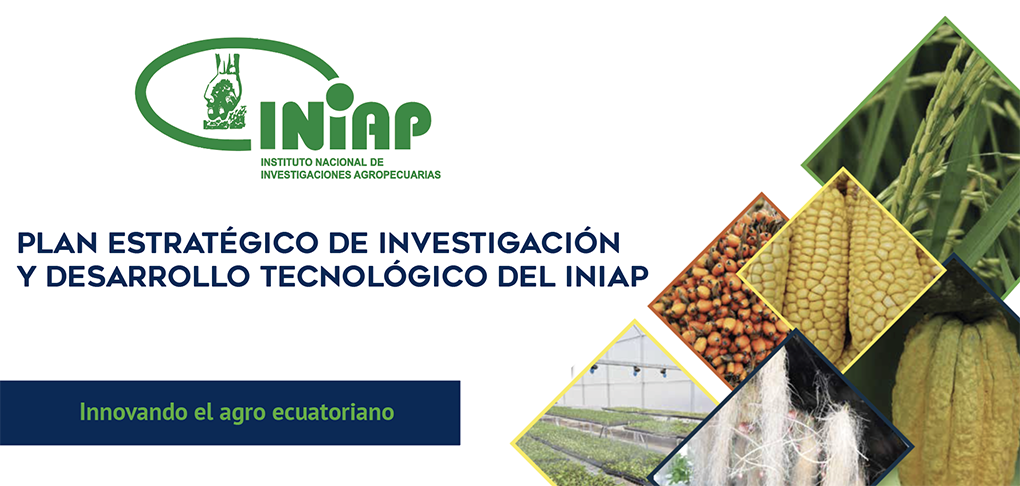 INIAP
INSTITUTO NACIONAL DE
INVESTIGACIONES AGROPECUARIAS
PLAN ESTRATÉGICO DE INVESTIGACIÓN
Y DESARROLLO TECNOLÓGICO DEL INIAP
Innovando el agro ecuatoriano